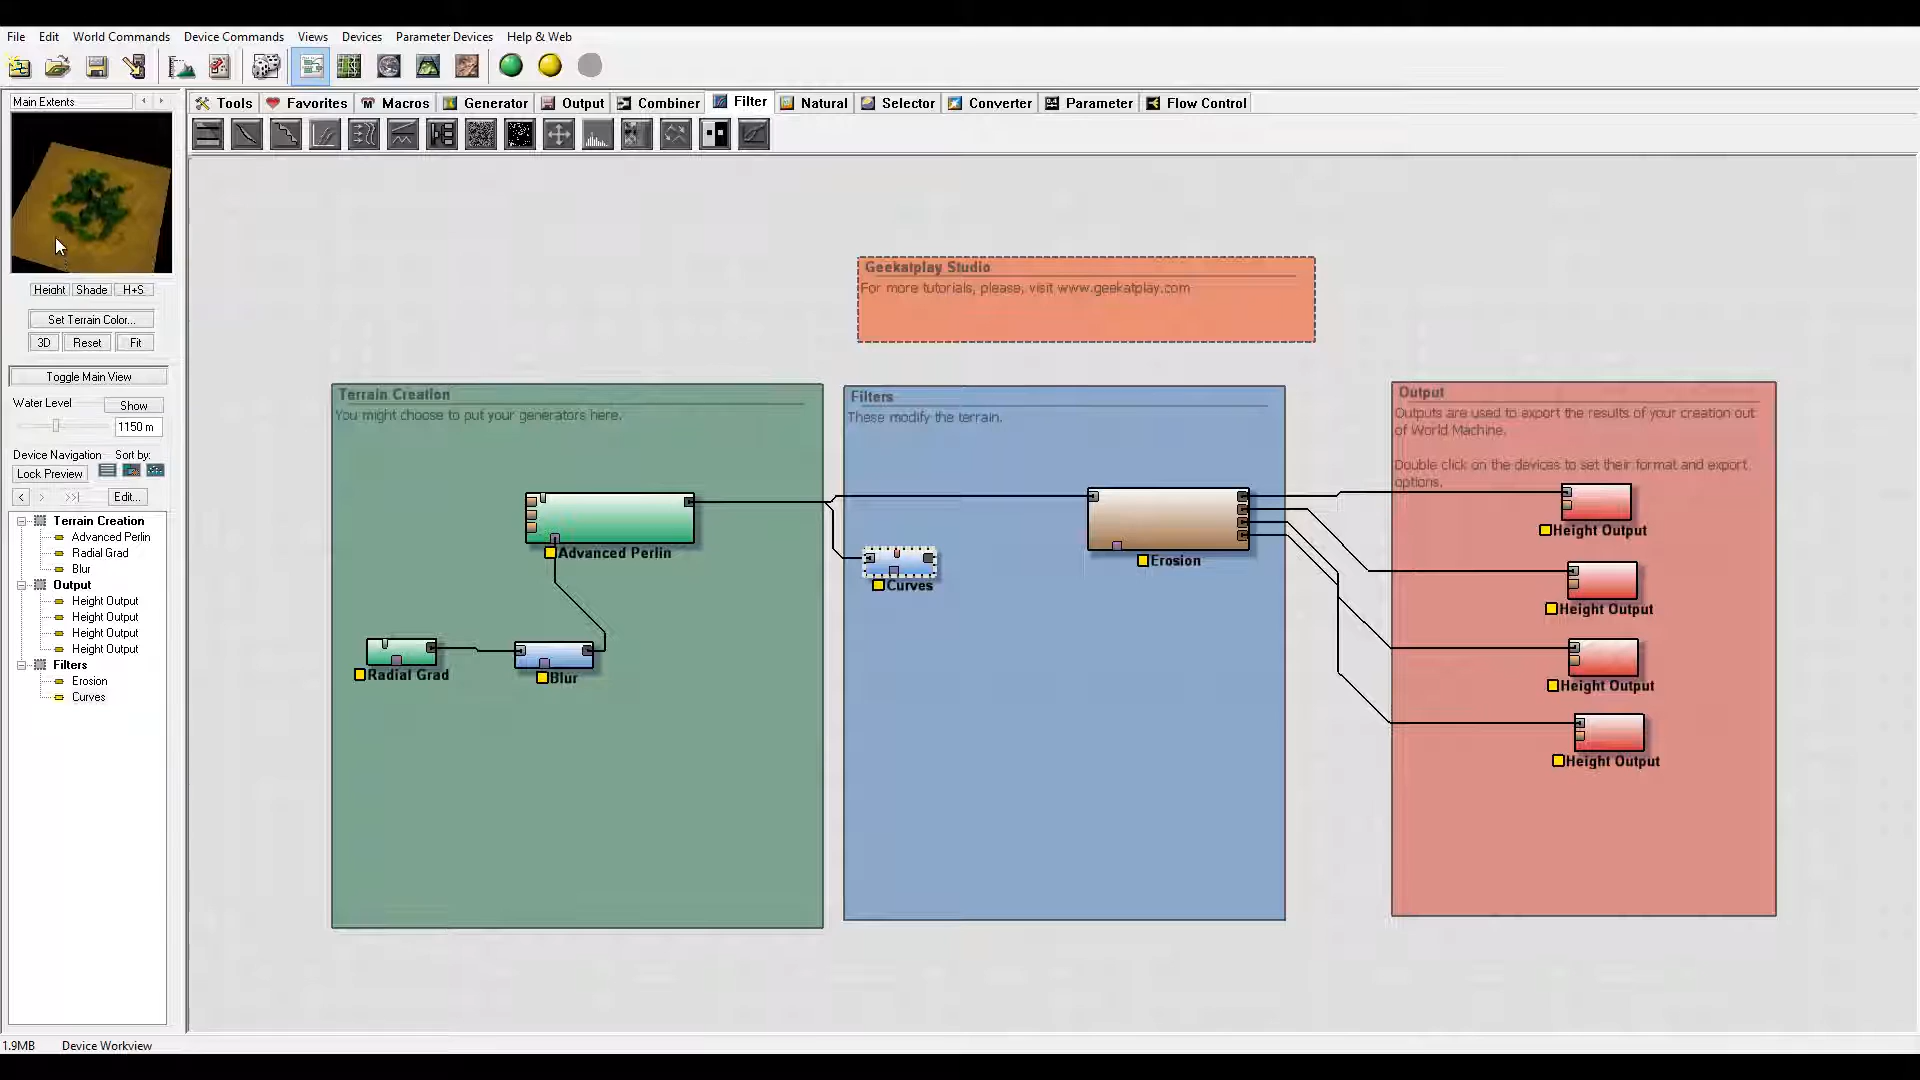 File Edit World Commands Device Commands Views Devices Parameter Devices Help & Web
Main Extents
Tools Favorites Macros Generator Output Combiner Filter Natural Selector Converter Parameter Flow Control
Height Shade H+S
Set Terrain Color...
3D Reset Fit
Toggle Main View
Water Level Show
1150 m
Device Navigation Sort by:
Lock Preview
Edit...
Terrain Creation
Advanced Perlin
Radial Grad
Blur
Output
Height Output
Height Output
Height Output
Height Output
Filters
Erosion
Curves
Geekatplay Studio
For more tutorials, please, visit www.geekatplay.com
Terrain Creation
You might choose to put your generators here.
Advanced Perlin
Radial Grad
Blur
Filters
These modify the terrain.
Curves
Erosion
Output
Outputs are used to export the results of your creation out
of World Machine.
Double click on the devices to set their format and export
options.
Height Output
Height Output
Height Output
Height Output
1.9MB Device Workview